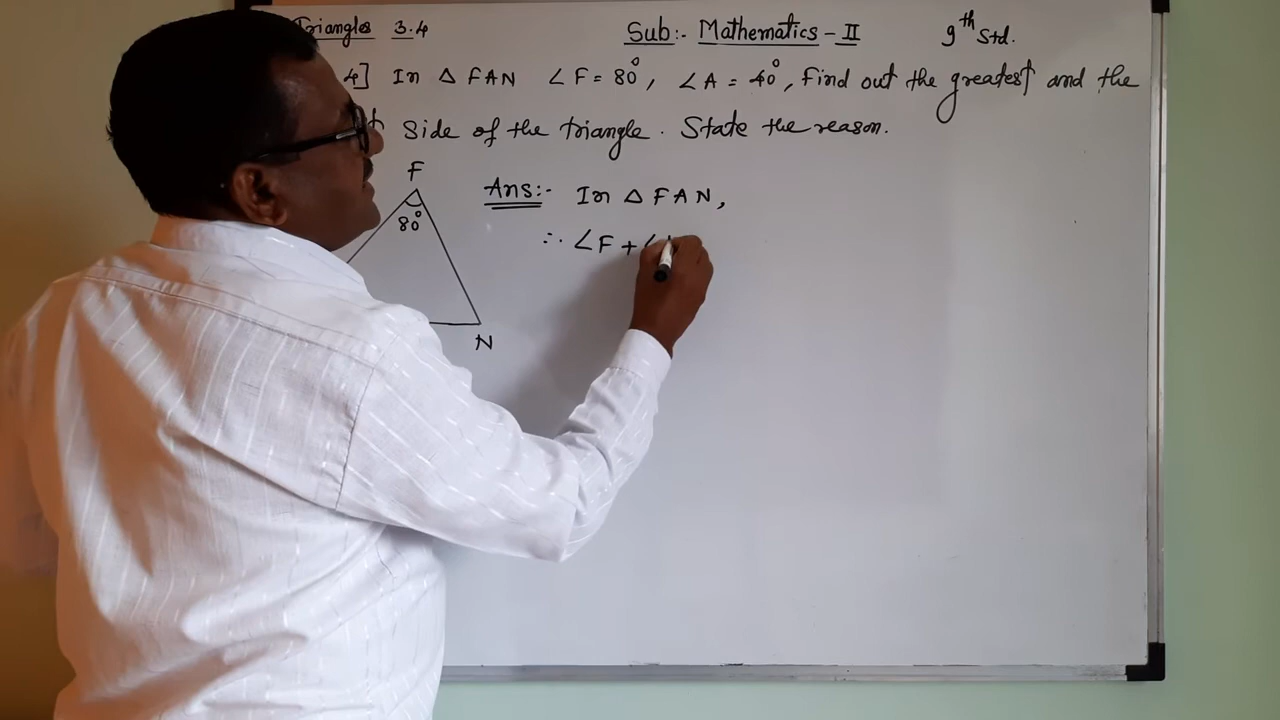 Triangles 3.4
Sub:- Mathematics - II
9th Std.
4] In △ FAN ∠F = 80°, ∠A = 40°, Find out the greatest and the
side of the triangle. State the reason.
F
80°
N
Ans:- In △ FAN,
∴ ∠F + ∠